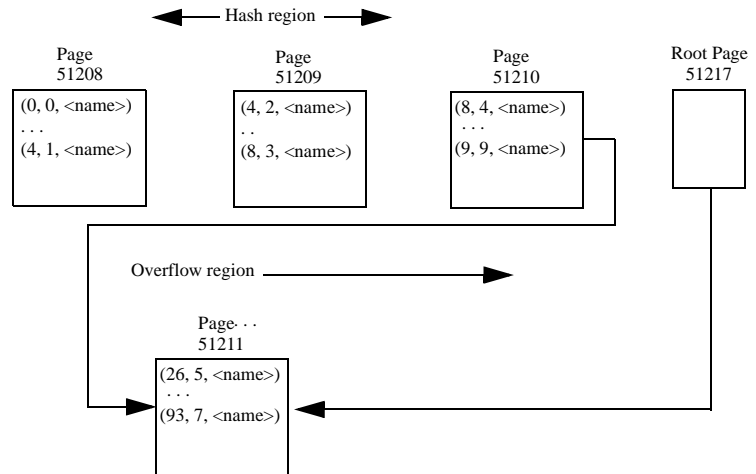 Hash region
Page
51208
Page
51209
Page
51210
Root Page
51217
(0, 0, <name>)
. . .
(4, 1, <name>)
(4, 2, <name>)
. .
(8, 3, <name>)
(8, 4, <name>)
. . .
(9, 9, <name>)
Overflow region
Page. . .
51211
(26, 5, <name>)
. . .
(93, 7, <name>)